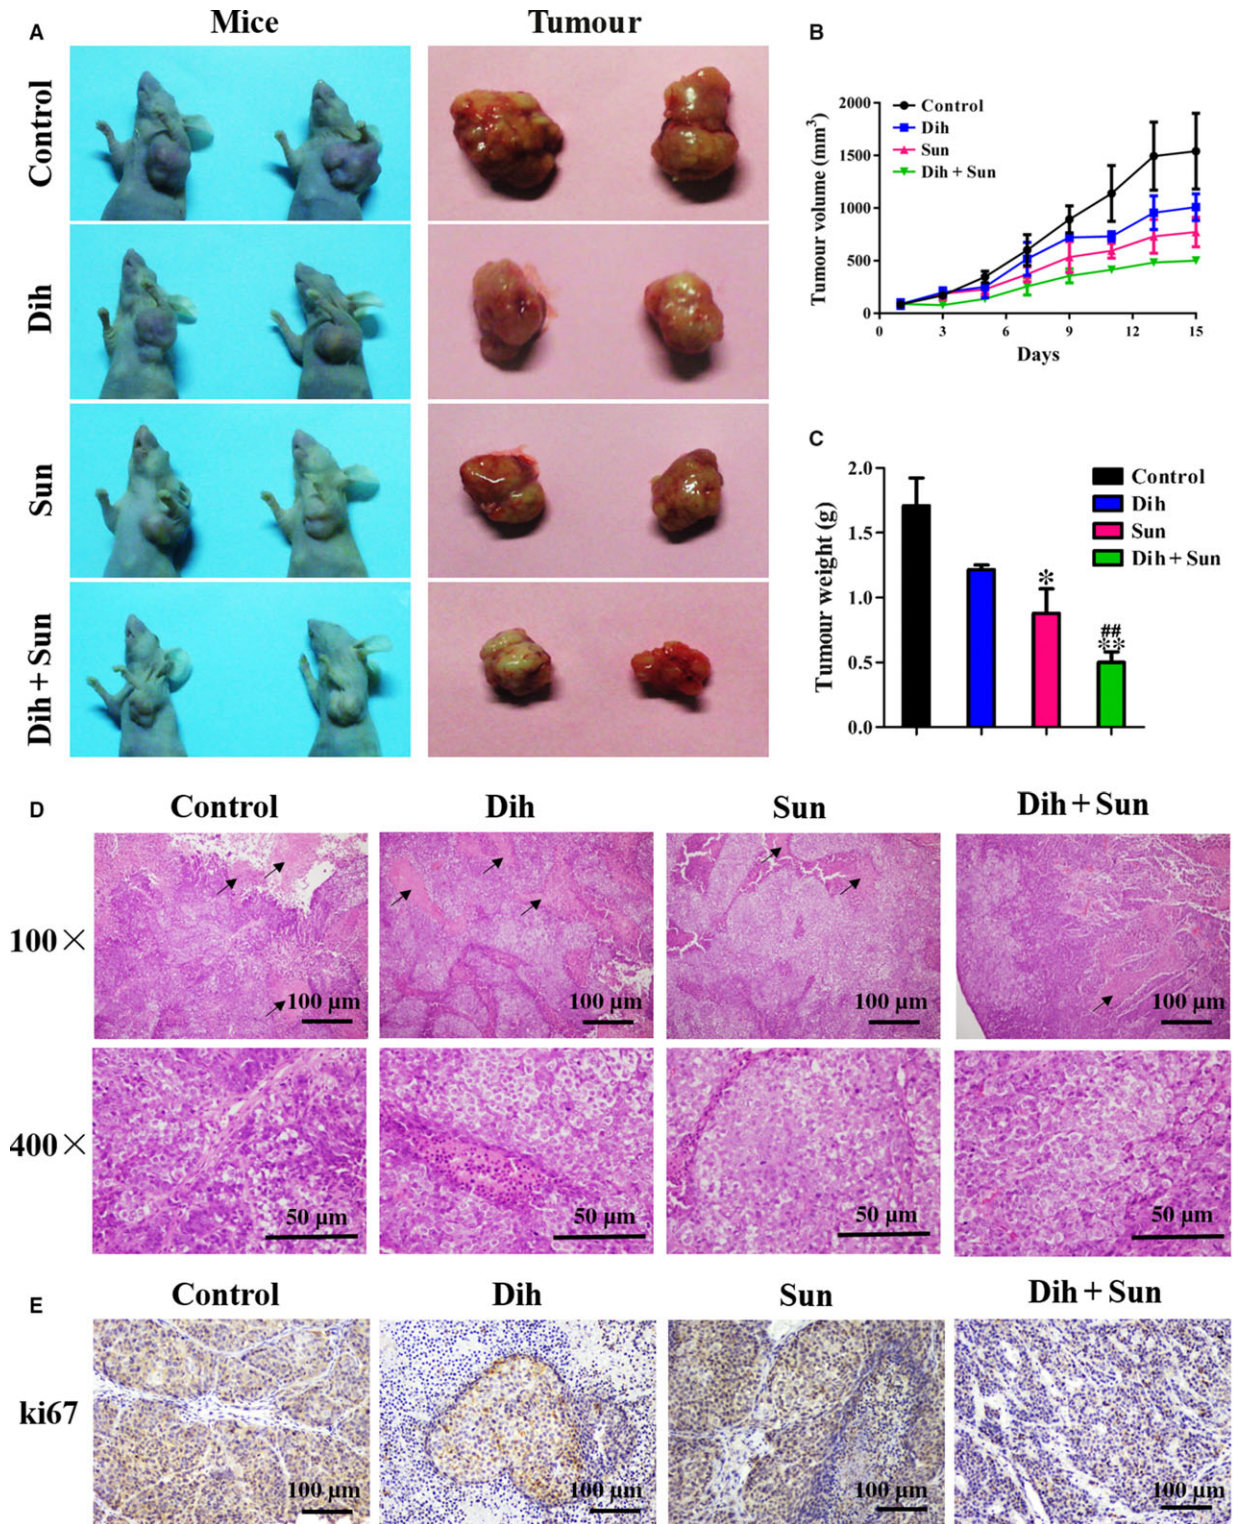 A
Mice
Tumour
Control
Dih
Sun
Dih + Sun
B
Tumour volume (mm³)
2000
1500
1000
500
0
Control
Dih
Sun
Dih + Sun
0
3
6
9
12
15
Days
C
Tumour weight (g)
2.0
1.5
1.0
0.5
0.0
*
##
**
Control
Dih
Sun
Dih + Sun
D
Control
Dih
Sun
Dih + Sun
100×
100 µm
100 µm
100 µm
100 µm
400×
50 µm
50 µm
50 µm
50 µm
E
Control
Dih
Sun
Dih + Sun
ki67
100 µm
100 µm
100 µm
100 µm